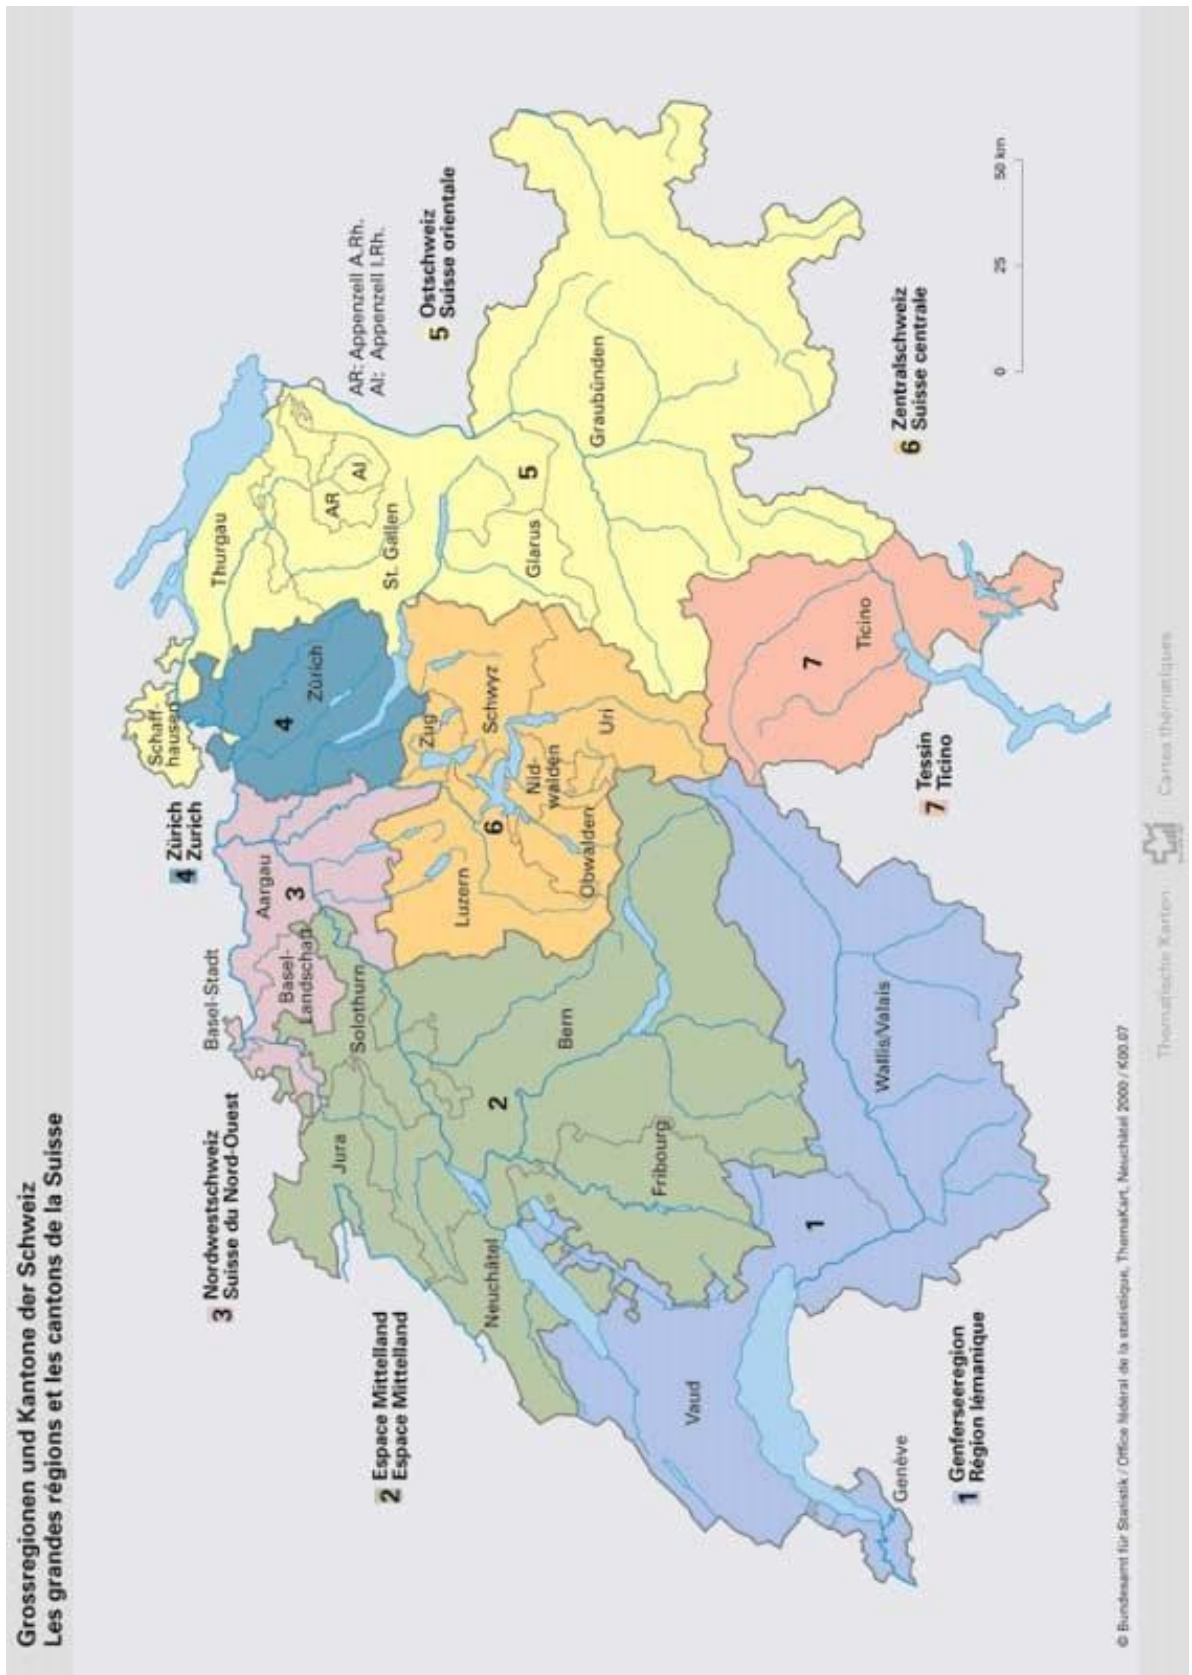 Grossregionen und Kantone der Schweiz
Les grandes régions et les cantons de la Suisse
3 Nordwestschweiz
Suisse du Nord-Ouest
Basel-Stadt
4 Zürich
Zurich
Schaff-
hausen
Thurgau
AR: Appenzell A.Rh.
AI: Appenzell I.Rh.
5 Ostschweiz
Suisse orientale
2 Espace Mittelland
Espace Mittelland
Jura
Solothurn
Basel-
Landschaft
Aargau
3
4
Zürich
AR
AI
St. Gallen
Neuchâtel
2
Bern
Luzern
6
Zug
Schwyz
Nid-
walden
Obwalden
Uri
Glarus
5
Graubünden
Fribourg
Vaud
1
Wallis/Valais
7
Ticino
Genève
1 Genferseeregion
Région lémanique
7 Tessin
Ticino
6 Zentralschweiz
Suisse centrale
0 25 50 km
© Bundesamt für Statistik / Office fédéral de la statistique, ThemaKart, Neuchâtel 2000 / K00.07
Thematische Karten Cartes thématiques